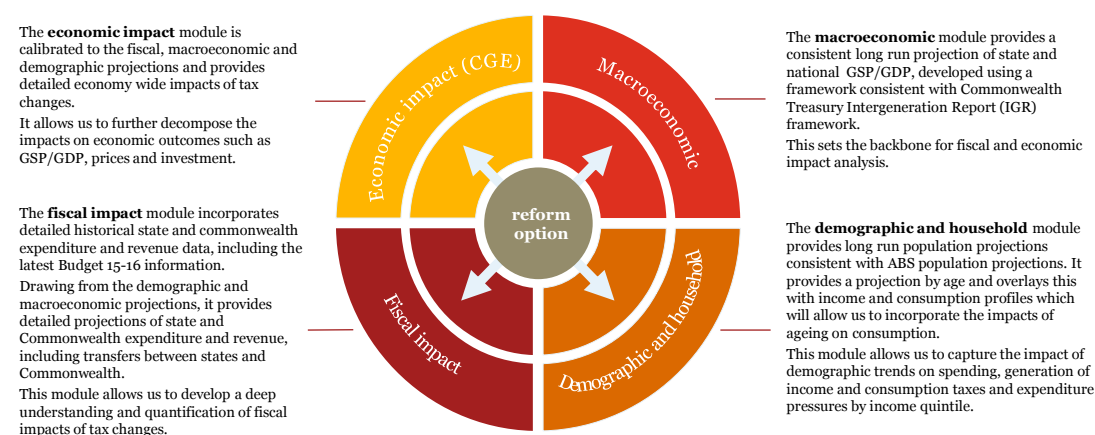 The economic impact module is
calibrated to the fiscal, macroeconomic and
demographic projections and provides
detailed economy wide impacts of tax
changes.
It allows us to further decompose the
impacts on economic outcomes such as
GSP/GDP, prices and investment.
The fiscal impact module incorporates
detailed historical state and commonwealth
expenditure and revenue data, including the
latest Budget 15-16 information.
Drawing from the demographic and
macroeconomic projections, it provides
detailed projections of state and
Commonwealth expenditure and revenue,
including transfers between states and
Commonwealth.
This module allows us to develop a deep
understanding and quantification of fiscal
impacts of tax changes.
Economic impact (CGE)
Macroeconomic
reform
option
Fiscal impact
Demographic and household
The macroeconomic module provides a
consistent long run projection of state and
national GSP/GDP, developed using a
framework consistent with Commonwealth
Treasury Intergeneration Report (IGR)
framework.
This sets the backbone for fiscal and economic
impact analysis.
The demographic and household module
provides long run population projections
consistent with ABS population projections. It
provides a projection by age and overlays this
with income and consumption profiles which
will allow us to incorporate the impacts of
ageing on consumption.
This module allows us to capture the impact of
demographic trends on spending, generation of
income and consumption taxes and expenditure
pressures by income quintile.